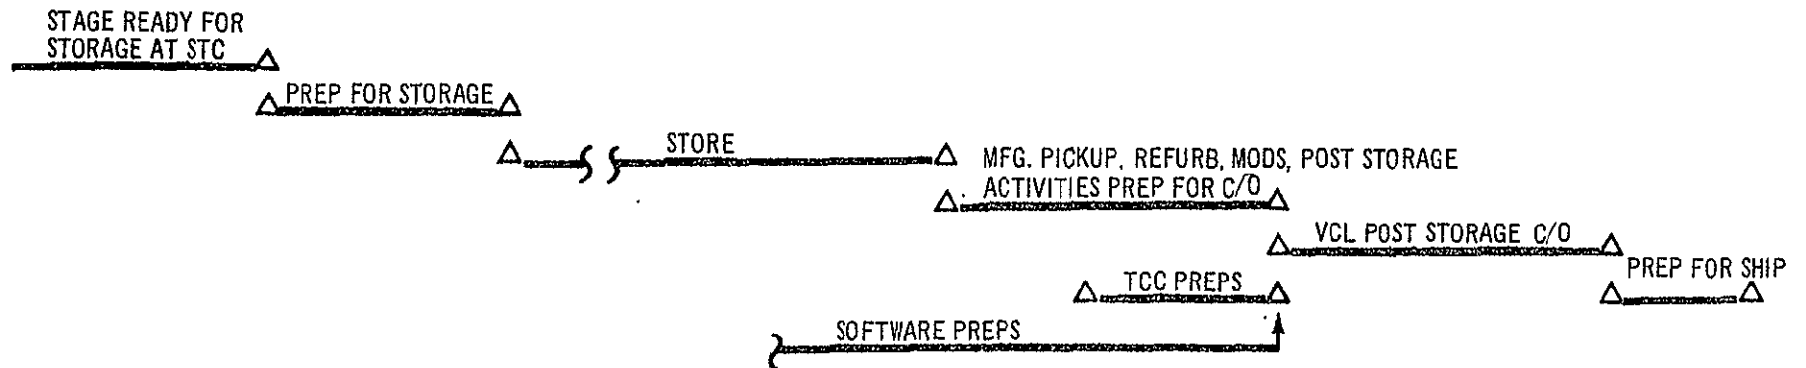 STAGE READY FOR
STORAGE AT STC
PREP FOR STORAGE
STORE
MFG. PICKUP, REFURB, MODS, POST STORAGE
ACTIVITIES PREP FOR C/O
VCL POST STORAGE C/O
PREP FOR SHIP
TCC PREPS
SOFTWARE PREPS